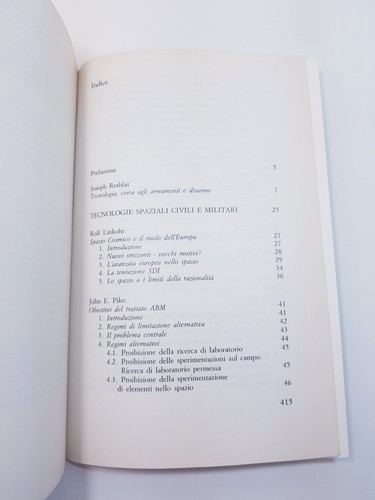 Indice
Prefazione 5
Joseph Rotblat
Tecnologia, corsa agli armamenti e disarmo 7
TECNOLOGIE SPAZIALI CIVILI E MILITARI 25
Rolf Linkohr
Spazio Cosmico e il ruolo dell'Europa 27
1. Introduzione 27
2. Nuovi orizzonti - vecchi motivi? 28
3. L'avanzata europea nello spazio 29
4. La tentazione SDI 34
5. Lo spazio o i limiti della razionalità 36
John E. Pike,
Obiettivi del trattato ABM 41
1. Introduzione 41
2. Regimi di limitazione alternativa 42
3. Il problema centrale 43
4. Regimi alternativi 44
4.1. Proibizione della ricerca di laboratorio 45
4.2. Proibizione delle sperimentazioni sul campo.
Ricerca di laboratorio permessa 45
4.3. Proibizione della sperimentazione
di elementi nello spazio 46
415